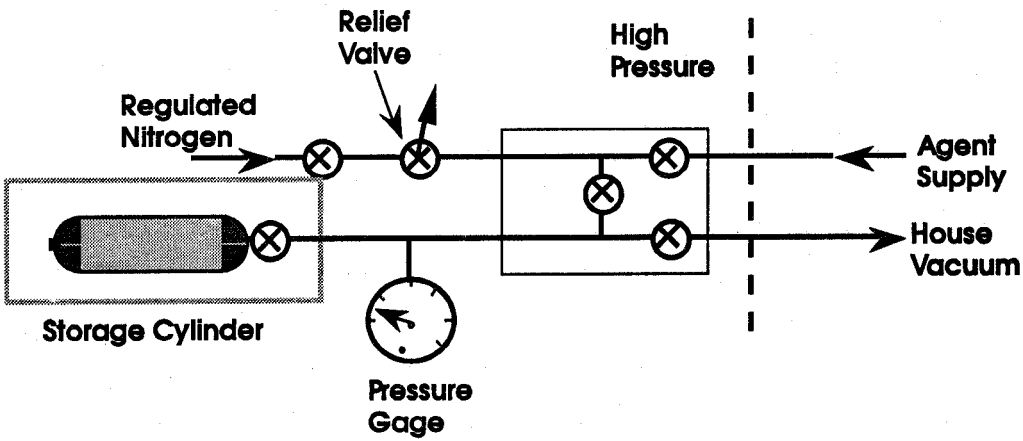 Relief
Valve
High
Pressure
Regulated
Nitrogen
Agent
Supply
House
Vacuum
Storage Cylinder
Pressure
Gage